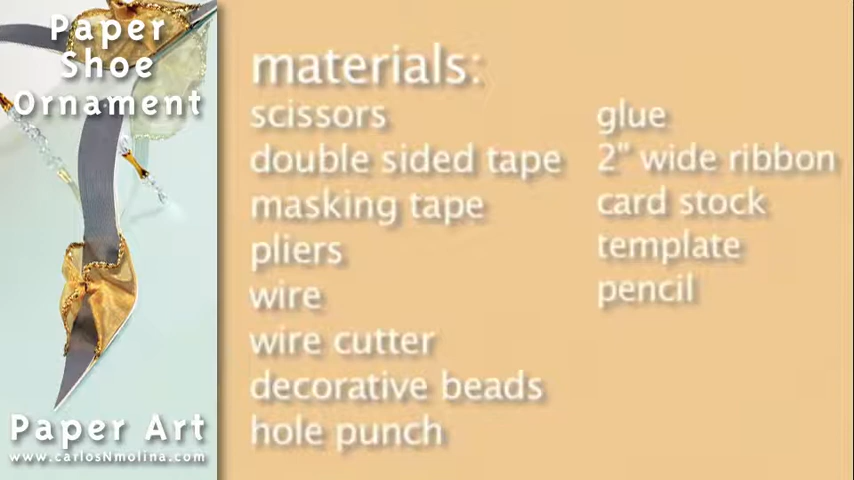 Paper
Shoe
Ornament
Paper Art
www.carlosNmolina.com
materials:
scissors
double sided tape
masking tape
pliers
wire
wire cutter
decorative beads
hole punch
glue
2" wide ribbon
card stock
template
pencil